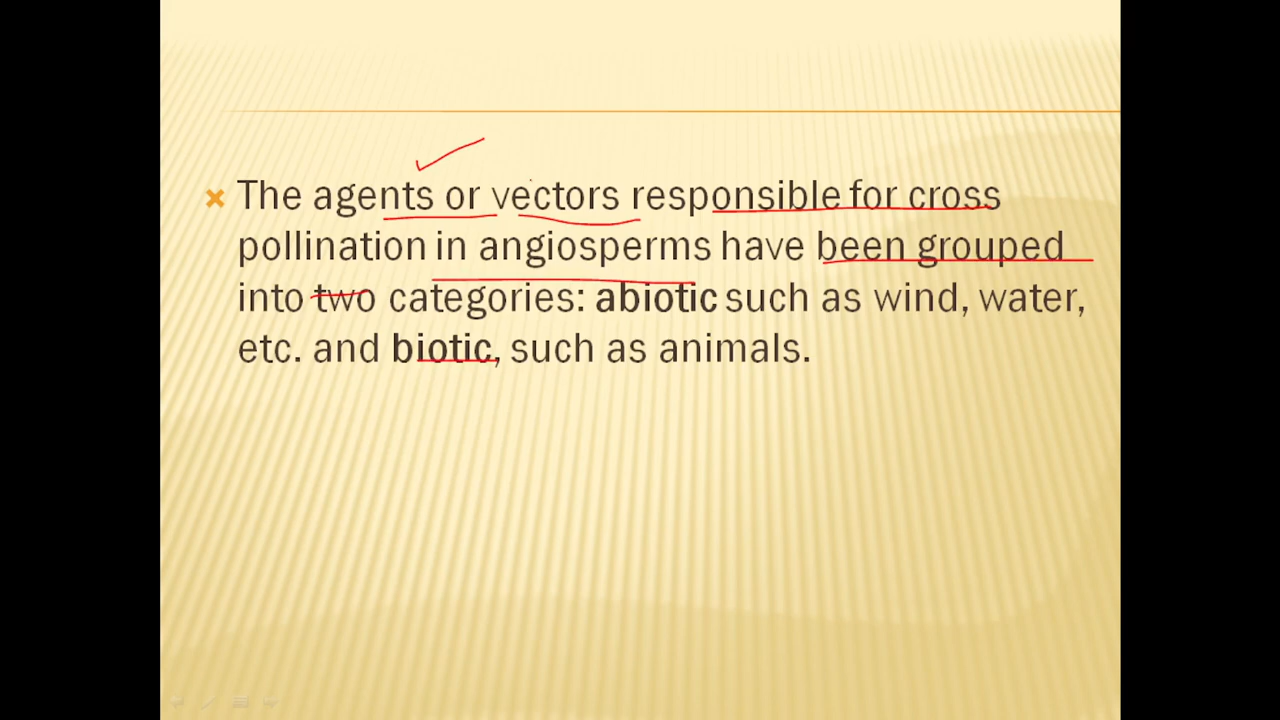 The agents or vectors responsible for cross
pollination in angiosperms have been grouped
into two categories: abiotic such as wind, water,
etc. and biotic, such as animals.